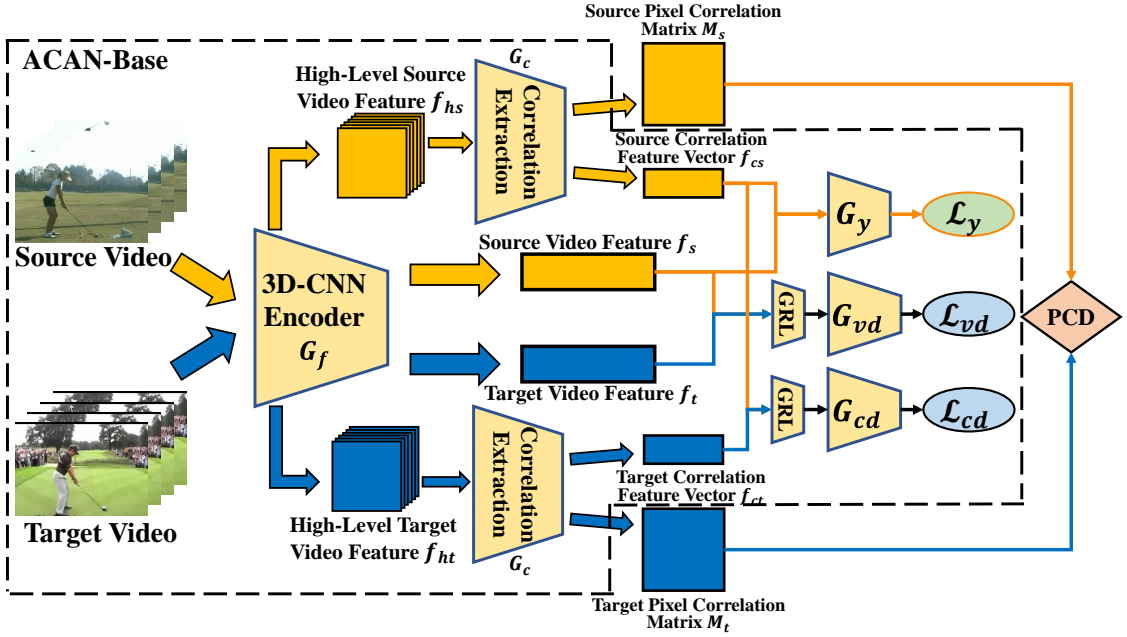 Source Pixel Correlation
Matrix M_s
ACAN-Base
High-Level Source
Video Feature f_hs
G_c
Correlation
Extraction
Source Correlation
Feature Vector f_cs
Source Video
3D-CNN
Encoder
G_f
Source Video Feature f_s
G_y
ℒ_y
GRL
G_vd
ℒ_vd
PCD
Target Video Feature f_t
GRL
G_cd
ℒ_cd
Correlation
Extraction
G_c
Target Correlation
Feature Vector f_ct
Target Video
High-Level Target
Video Feature f_ht
Target Pixel Correlation
Matrix M_t